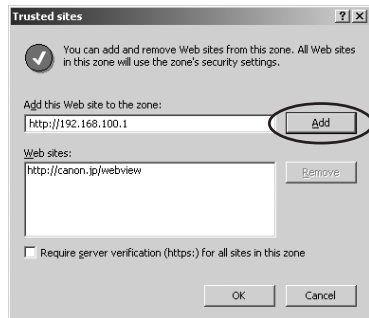 Trusted sites
You can add and remove Web sites from this zone. All Web sites
in this zone will use the zone's security settings.
Add this Web site to the zone:
http://192.168.100.1
Add
Web sites:
http://canon.jp/webview
Remove
Require server verification (https:) for all sites in this zone
OK
Cancel